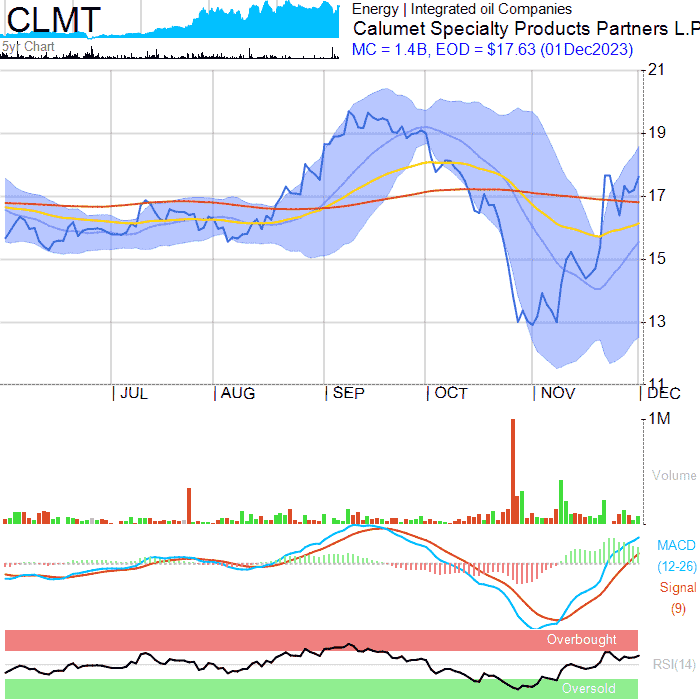 CLMT
5yr Chart
Energy | Integrated oil Companies
Calumet Specialty Products Partners L.P
MC = 1.4B, EOD = $17.63 (01Dec2023)
21
19
17
15
13
11
JUL AUG SEP OCT NOV DEC
1M
Volume
MACD
(12-26)
Signal
(9)
Overbought
RSI(14)
Oversold